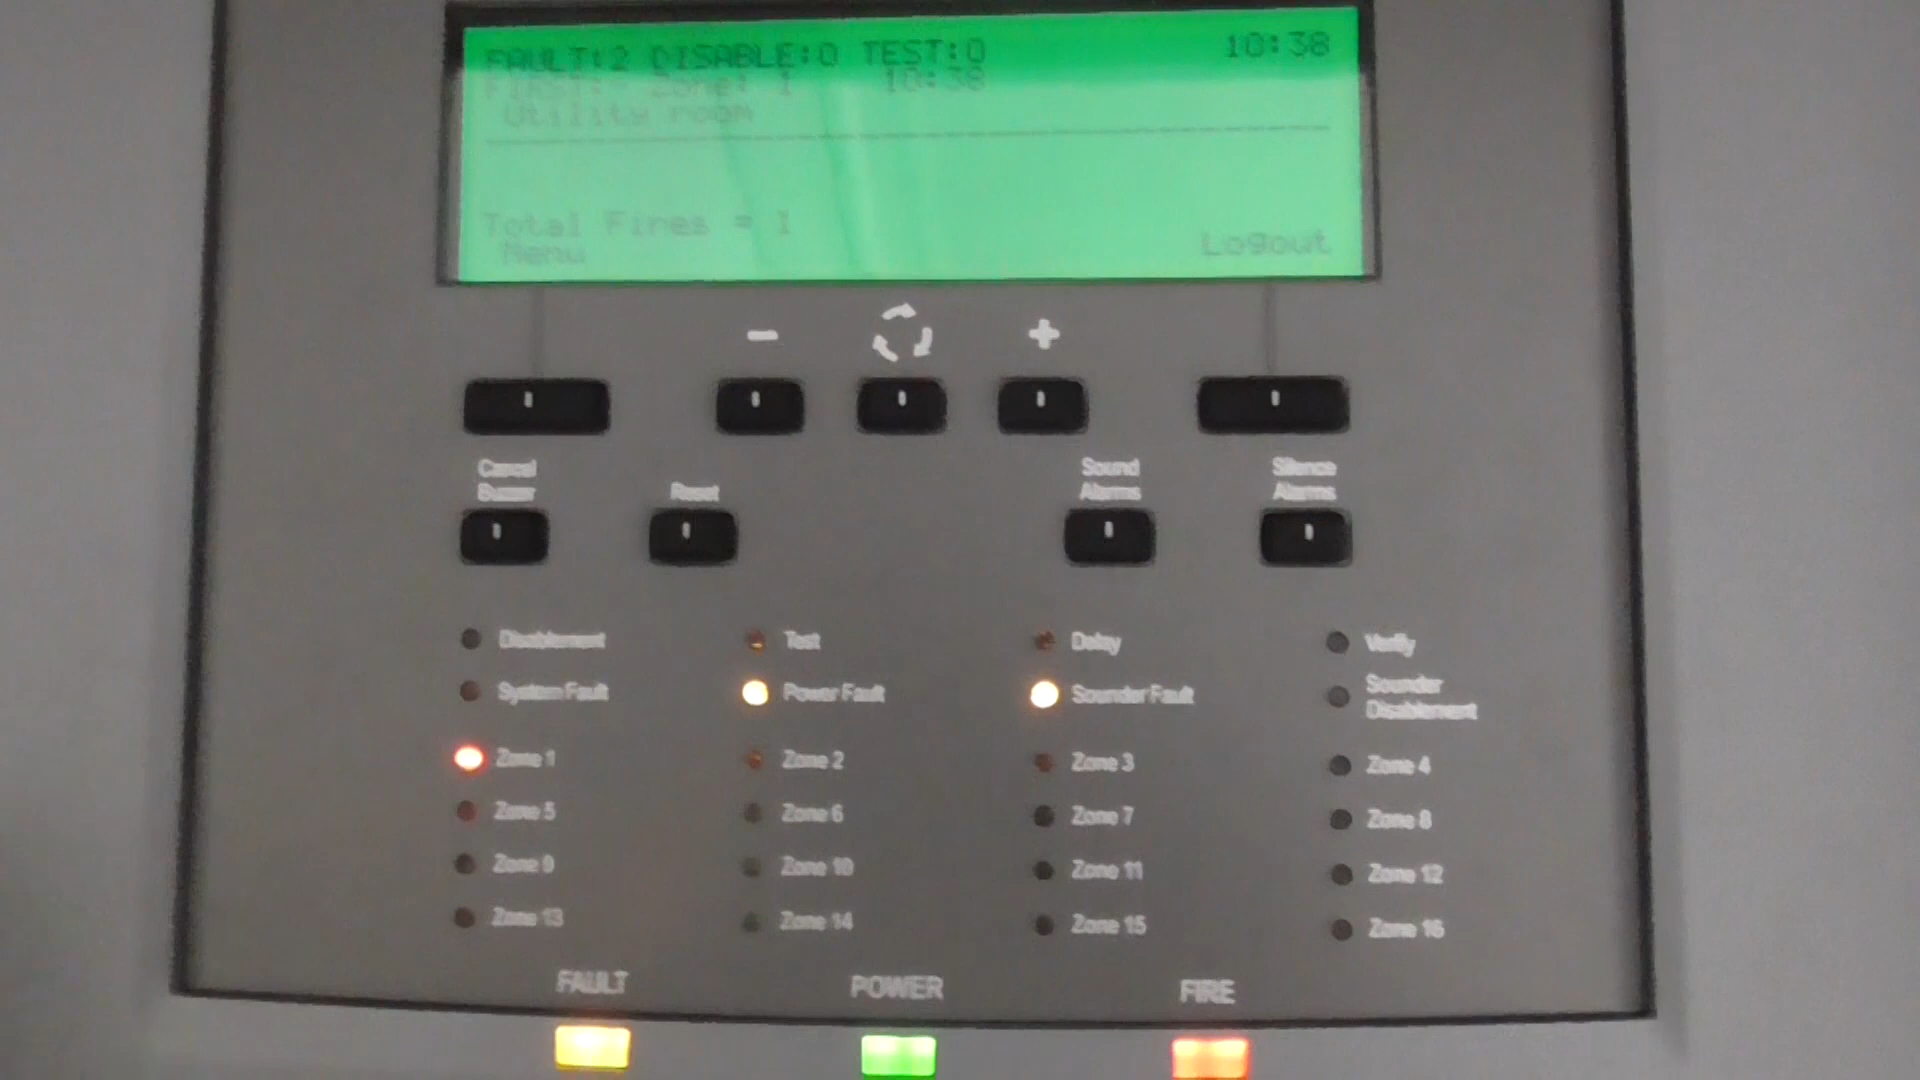 FAULT:2 DISABLE:0 TEST:0 10:38
FIRST:- Zone: 1 10:38
Utility room
Total Fires = 1
Menu Logout
- +
Cancel Buzzer
Reset
Sound Alarms
Silence Alarms
Disablement Test Delay Verify
System Fault Power Fault Sounder Fault Sounder Disablement
Zone 1 Zone 2 Zone 3 Zone 4
Zone 5 Zone 6 Zone 7 Zone 8
Zone 9 Zone 10 Zone 11 Zone 12
Zone 13 Zone 14 Zone 15 Zone 16
FAULT POWER FIRE